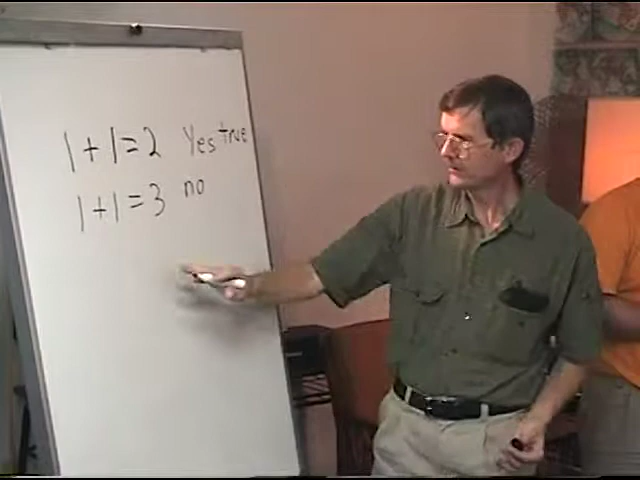 1+1=2 Yes true
1+1=3 no